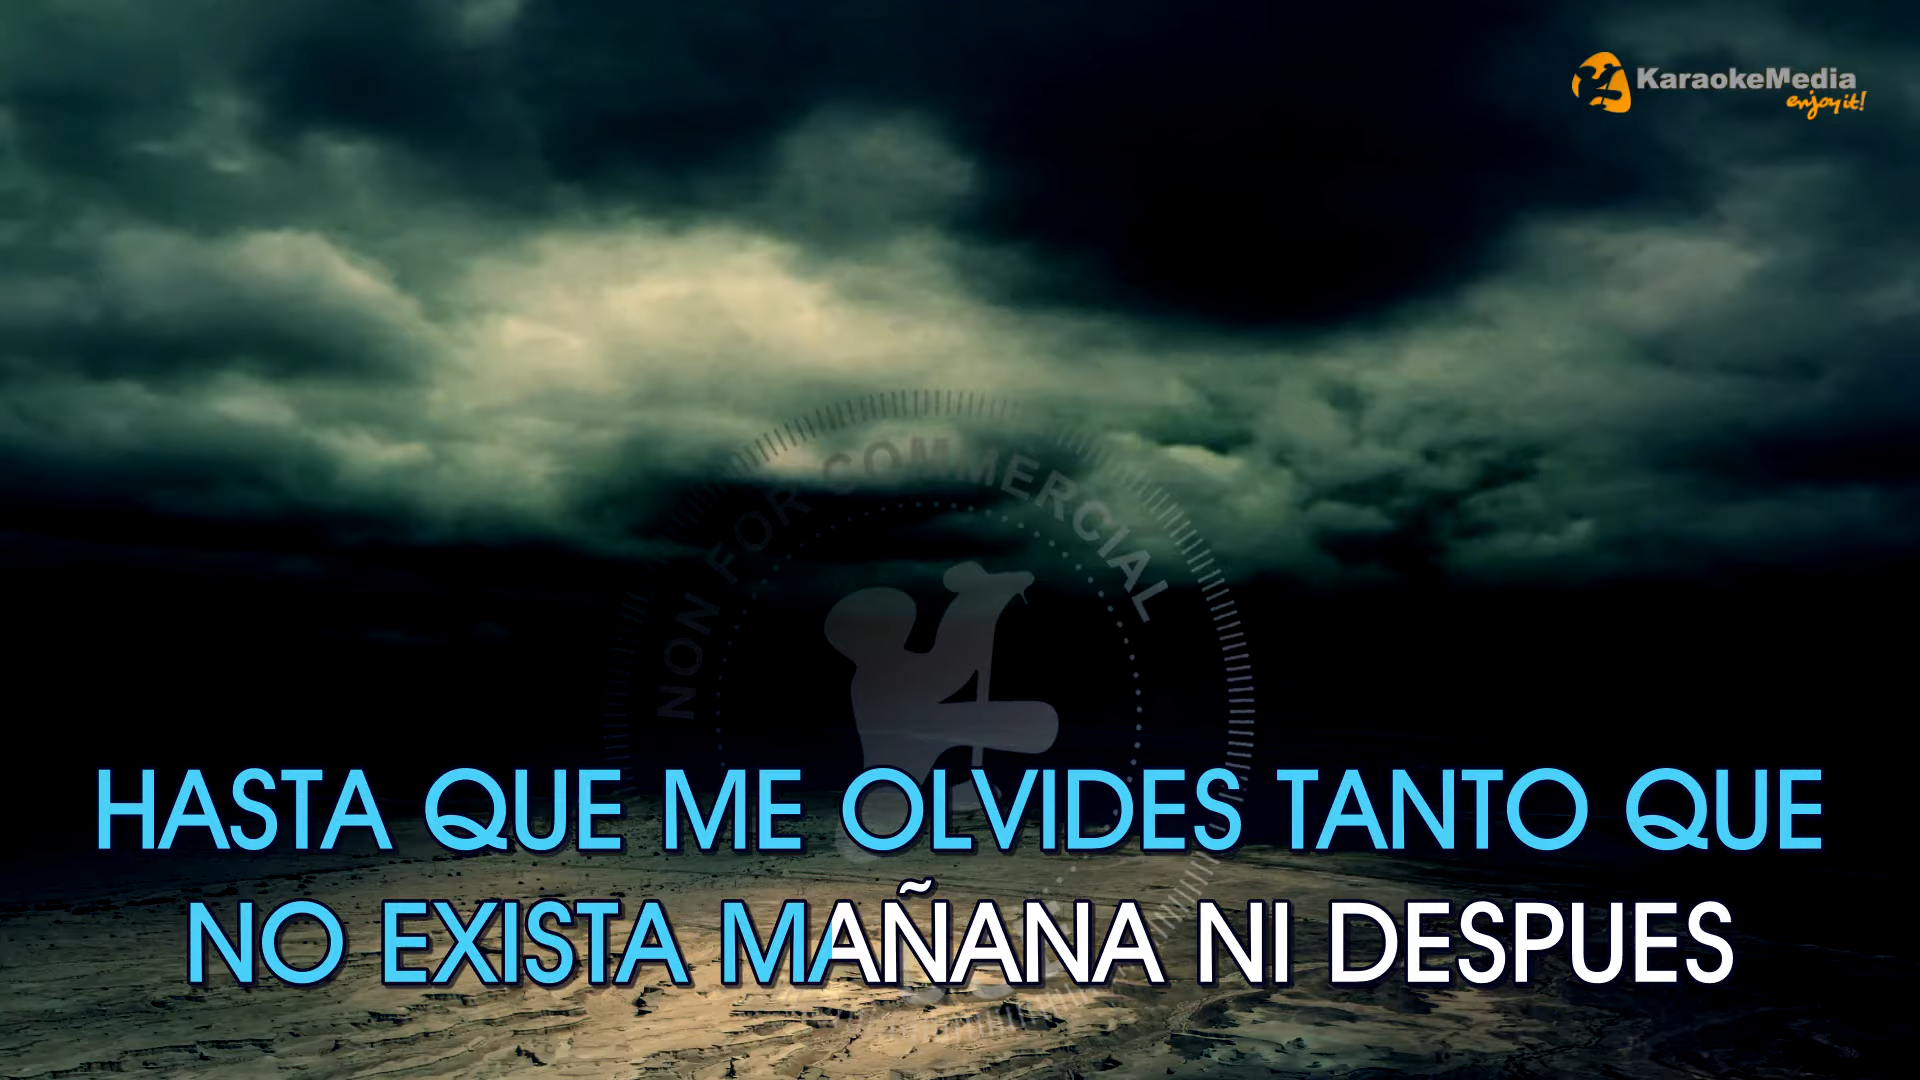 KaraokeMedia
enjoy it!
NON FOR COMMERCIAL
HASTA QUE ME OLVIDES TANTO QUE
NO EXISTA MAÑANA NI DESPUES